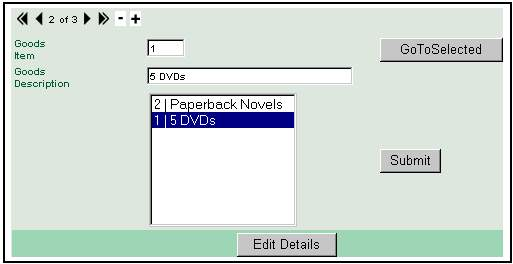 2 of 3 - +
Goods Item
1
GoToSelected
Goods Description
5 DVDs
2 | Paperback Novels
1 | 5 DVDs
Submit
Edit Details